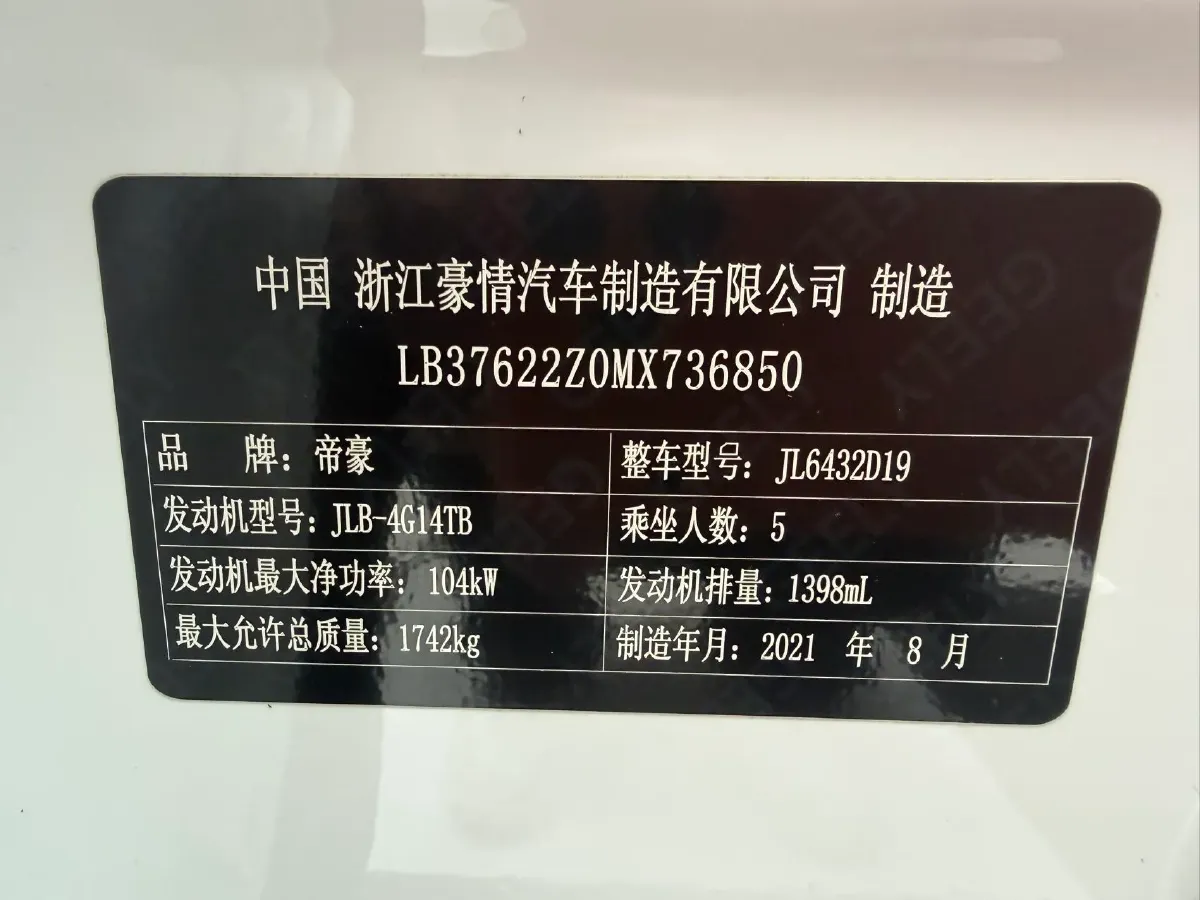 中国 浙江豪情汽车制造有限公司 制造
LB37622Z0MX736850
品 牌：帝豪 整车型号：JL6432D19
发动机型号：JLB-4G14TB 乘坐人数：5
发动机最大净功率：104kW 发动机排量：1398mL
最大允许总质量：1742kg 制造年月：2021 年 8 月
GEELY
GEELY
GEELY